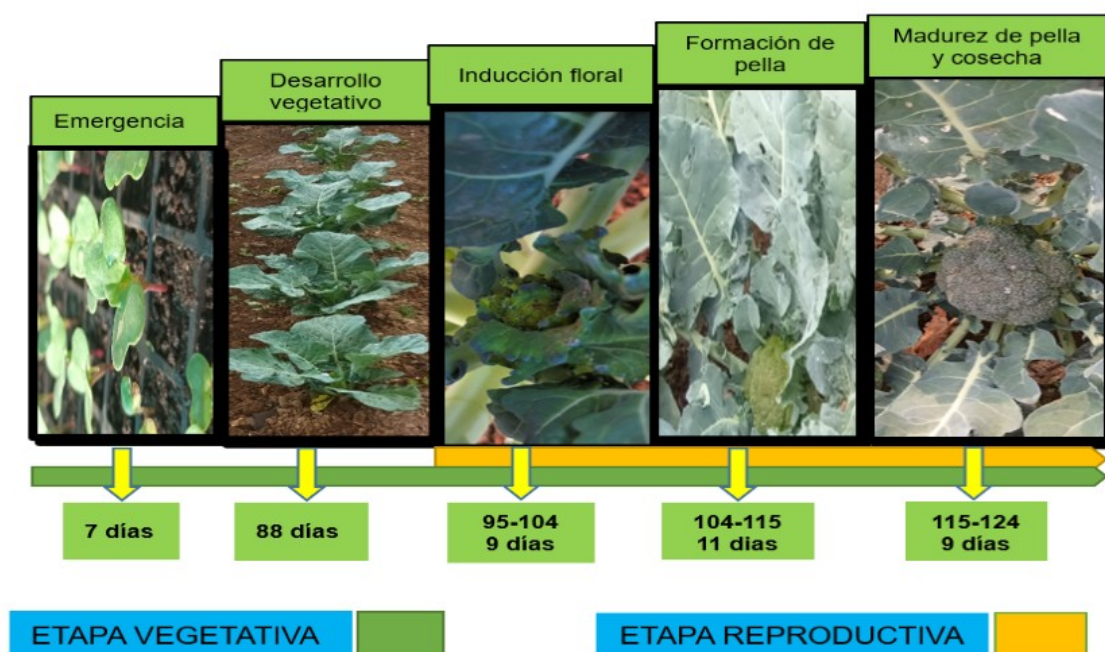 Emergencia
Desarrollo
vegetativo
Inducción floral
Formación de
pella
Madurez de pella
y cosecha
7 días
88 días
95-104
9 días
104-115
11 dias
115-124
9 días
ETAPA VEGETATIVA
ETAPA REPRODUCTIVA